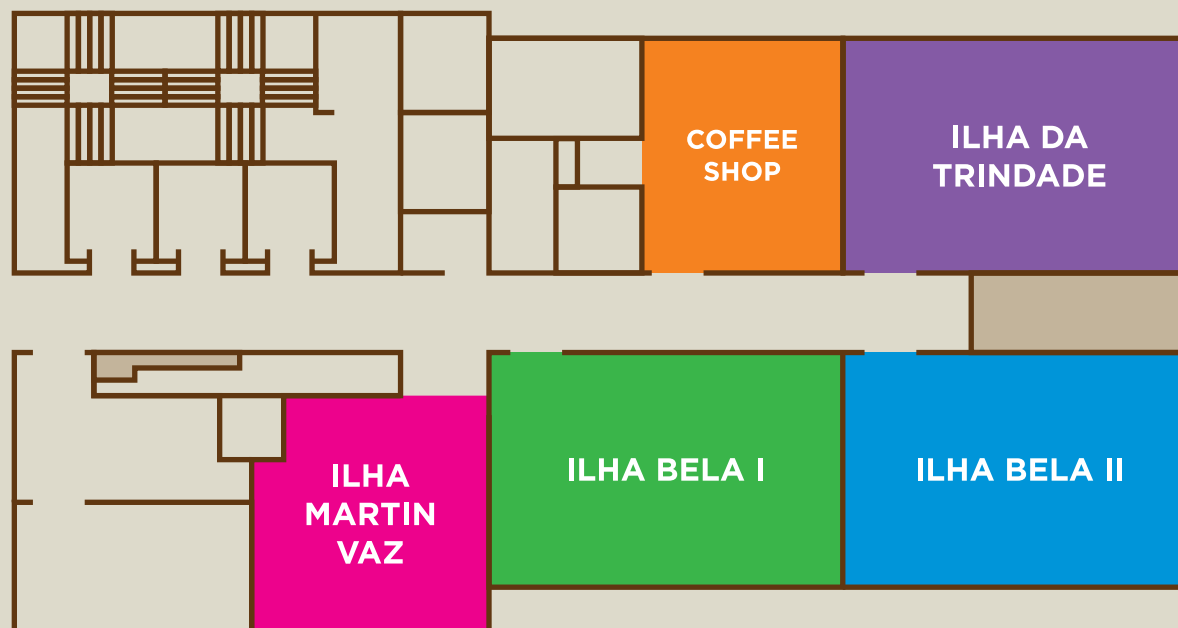 COFFEE
SHOP
ILHA DA
TRINDADE
ILHA
MARTIN
VAZ
ILHA BELA I
ILHA BELA II